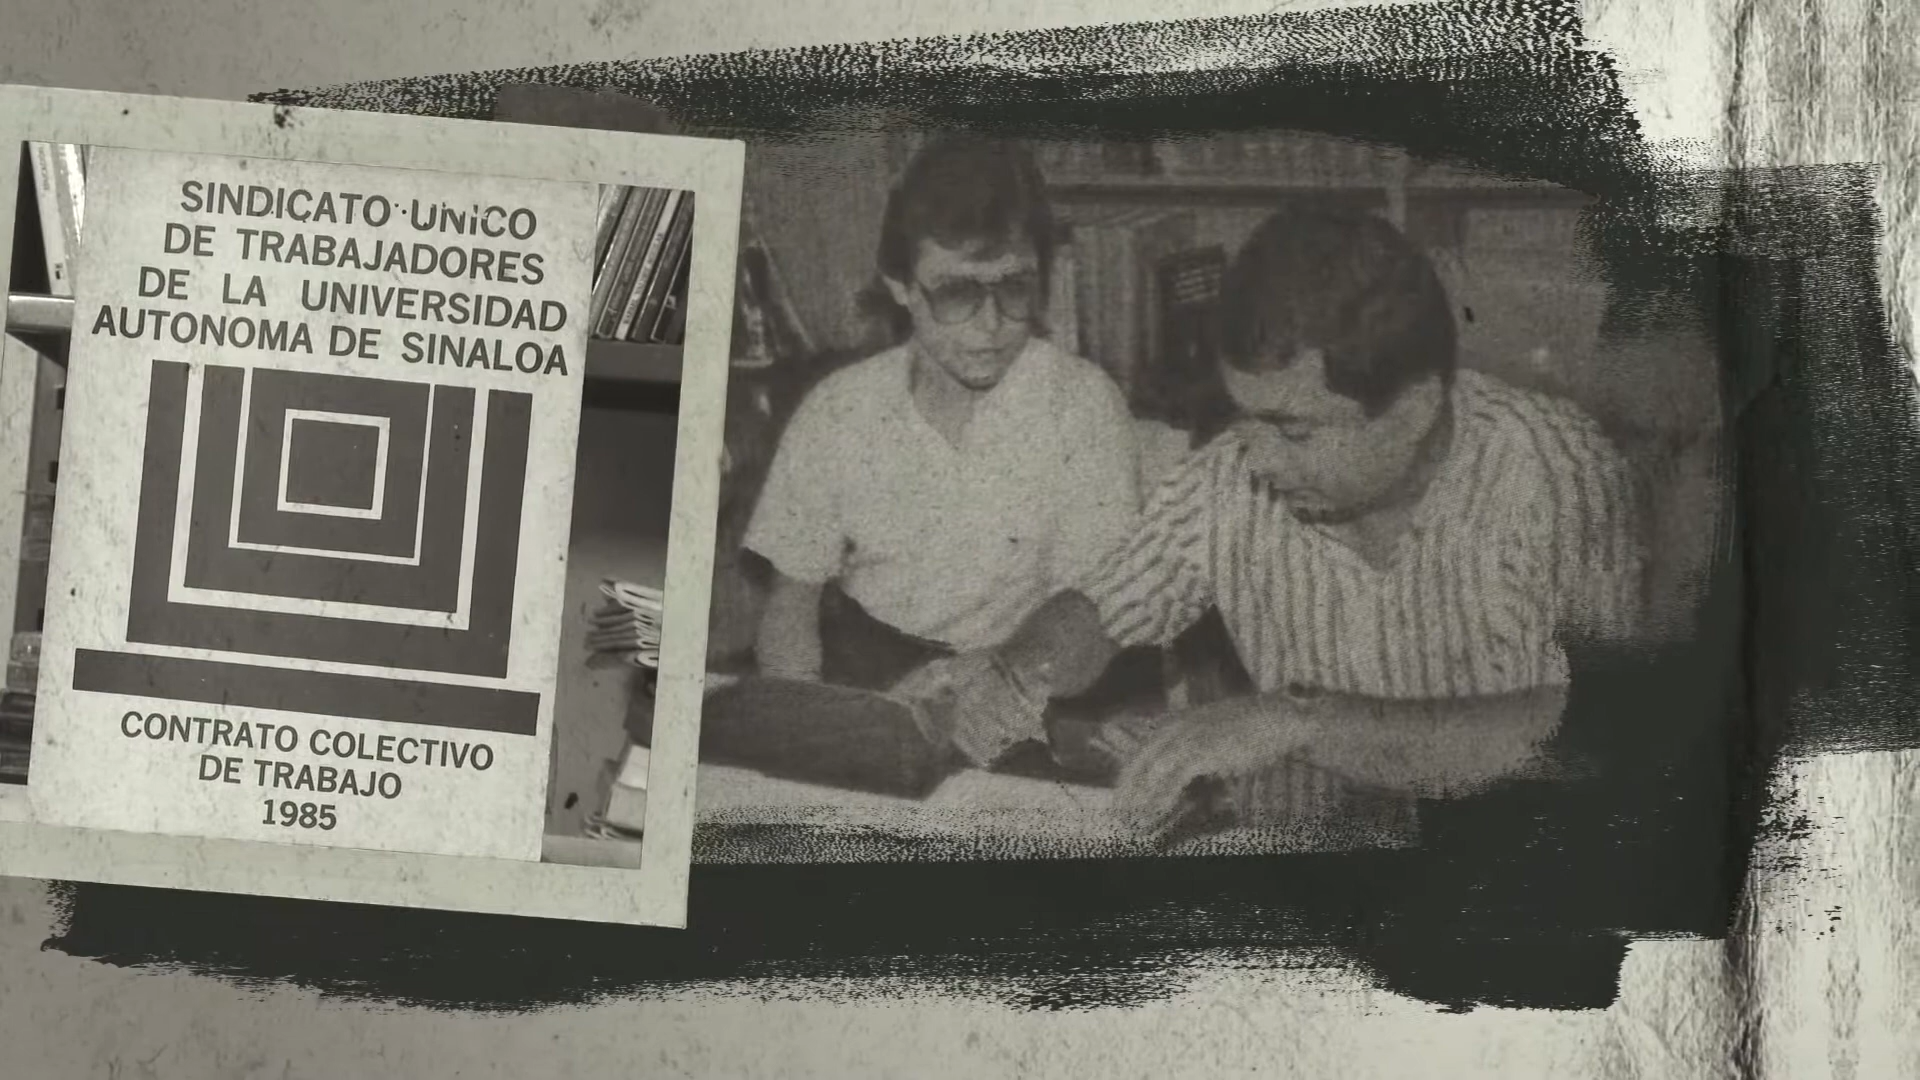 SINDICATO UNICO
DE TRABAJADORES
DE LA UNIVERSIDAD
AUTONOMA DE SINALOA
CONTRATO COLECTIVO
DE TRABAJO
1985